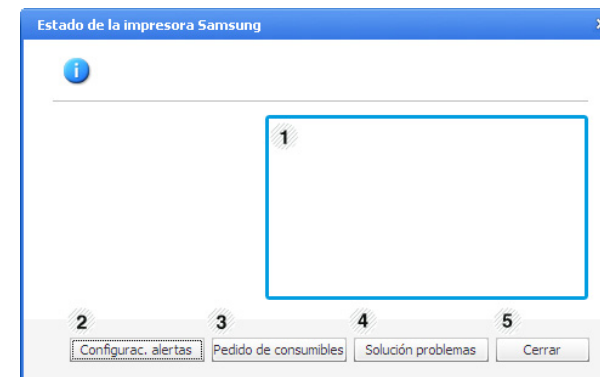 Estado de la impresora Samsung
1
2 3 4 5
Configurac. alertas Pedido de consumibles Solución problemas Cerrar